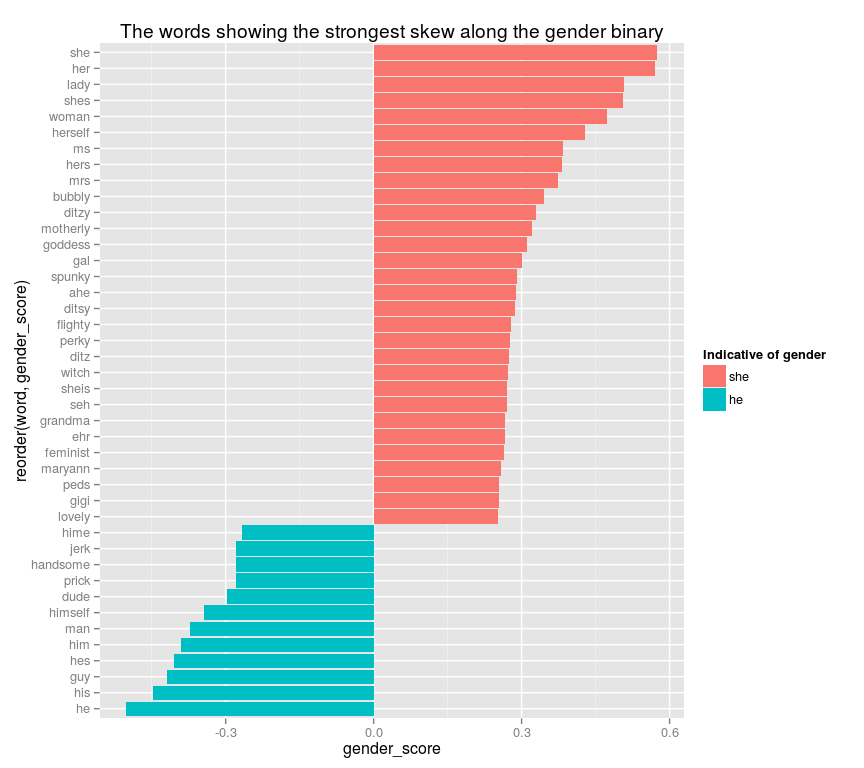 The words showing the strongest skew along the gender binary
she
her
lady
shes
woman
herself
ms
hers
mrs
bubbly
ditzy
motherly
goddess
gal
spunky
ahe
ditsy
flighty
perky
ditz
witch
sheis
seh
grandma
ehr
feminist
maryann
peds
gigi
lovely
hime
jerk
handsome
prick
dude
himself
man
him
hes
guy
his
he
reorder(word, gender_score)
-0.3 0.0 0.3 0.6
gender_score
Indicative of gender
she
he